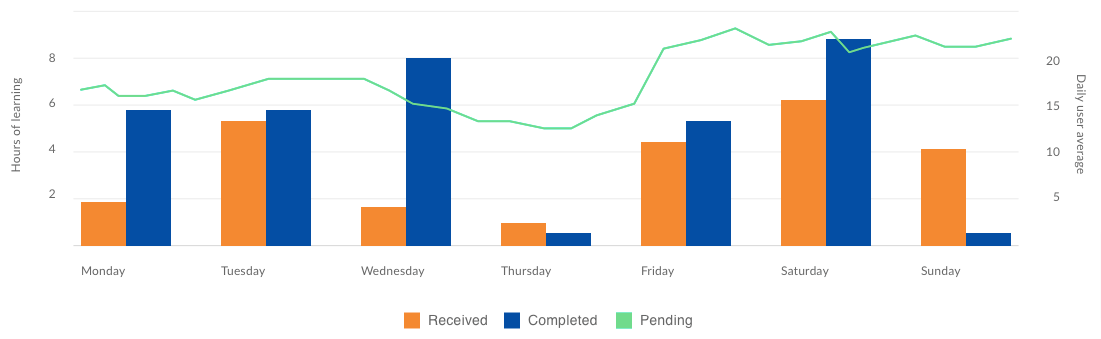 Hours of learning
8
6
4
2
20
15
10
5
Daily user average
Monday Tuesday Wednesday Thursday Friday Saturday Sunday
Received Completed Pending